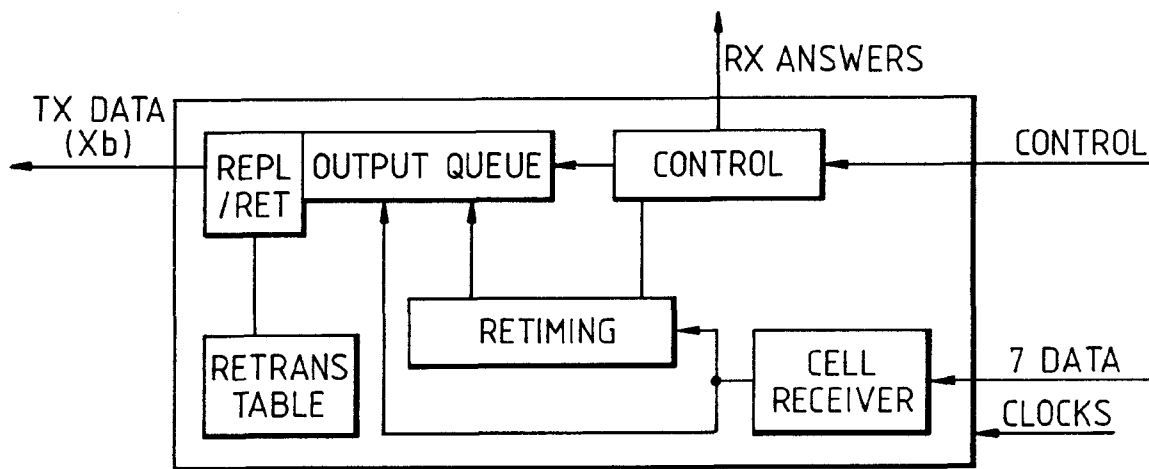 RX ANSWERS
TX DATA
(Xb)
REPL
/RET
OUTPUT QUEUE
CONTROL
CONTROL
RETIMING
RETRANS
TABLE
CELL
RECEIVER
7 DATA
CLOCKS